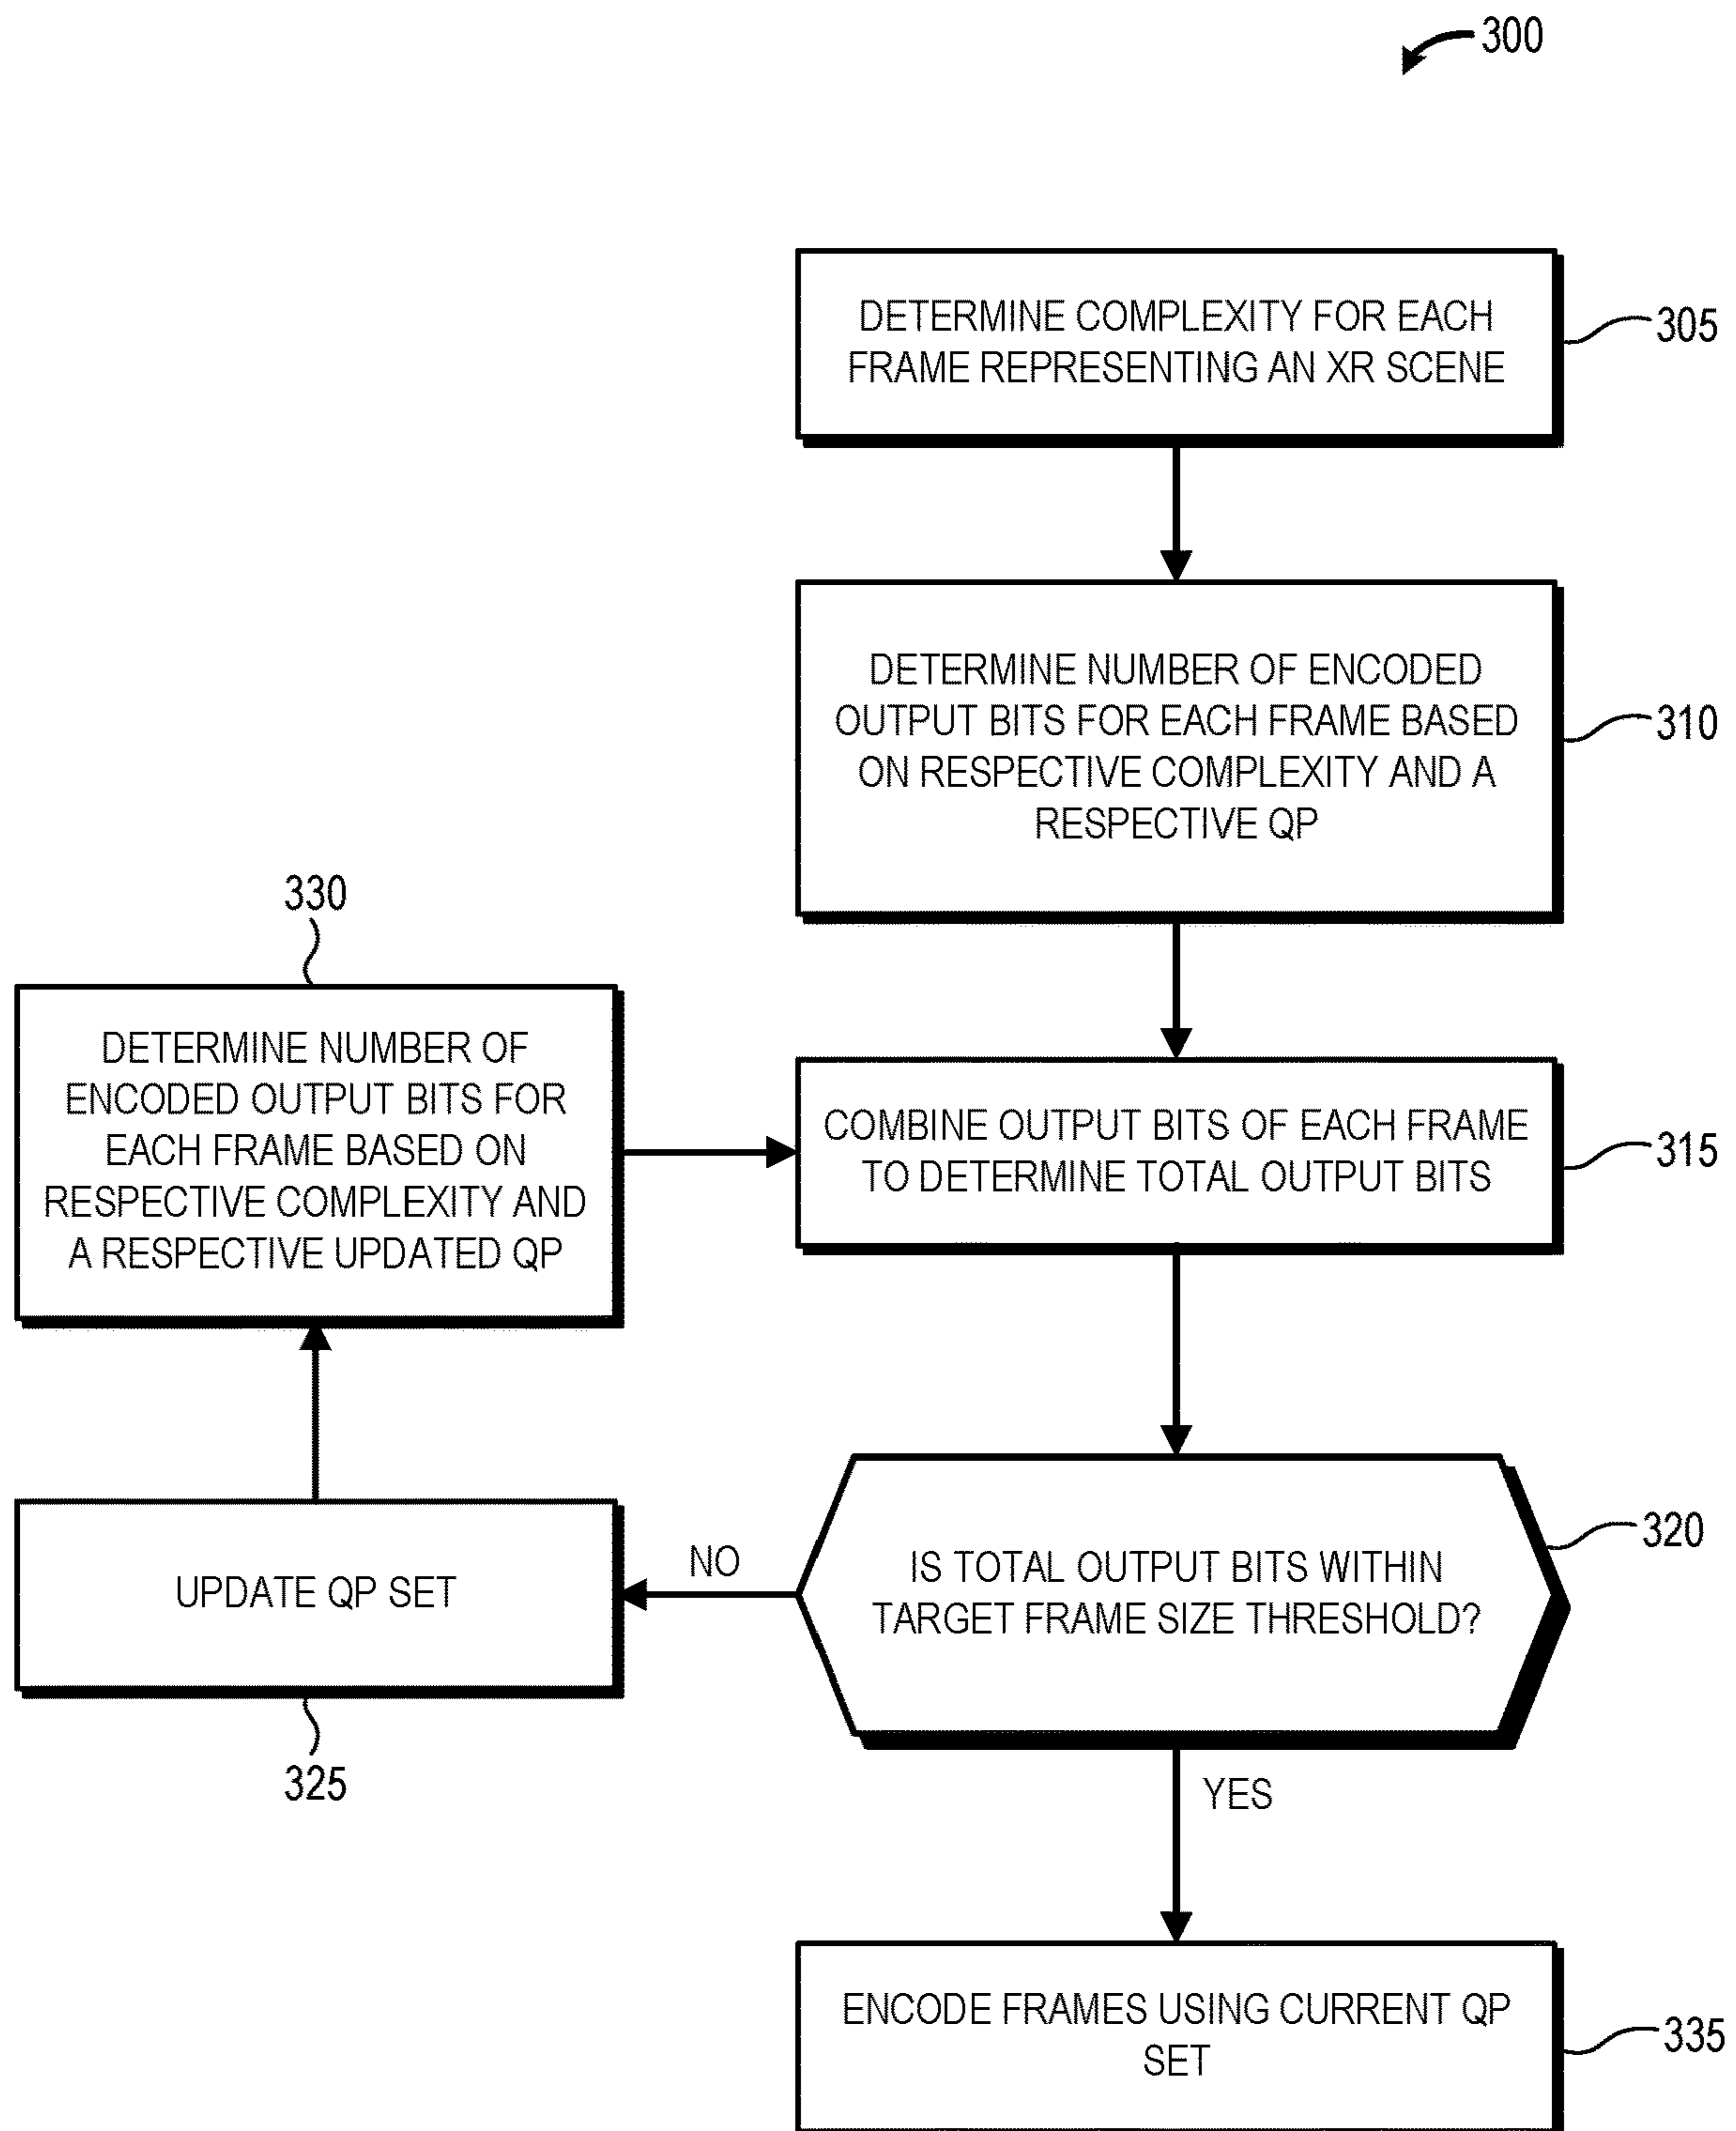 300
DETERMINE COMPLEXITY FOR EACH
FRAME REPRESENTING AN XR SCENE
305
DETERMINE NUMBER OF ENCODED
OUTPUT BITS FOR EACH FRAME BASED
ON RESPECTIVE COMPLEXITY AND A
RESPECTIVE QP
310
330
DETERMINE NUMBER OF
ENCODED OUTPUT BITS FOR
EACH FRAME BASED ON
RESPECTIVE COMPLEXITY AND
A RESPECTIVE UPDATED QP
COMBINE OUTPUT BITS OF EACH FRAME
TO DETERMINE TOTAL OUTPUT BITS
315
IS TOTAL OUTPUT BITS WITHIN
TARGET FRAME SIZE THRESHOLD?
320
NO
UPDATE QP SET
325
YES
ENCODE FRAMES USING CURRENT QP
SET
335